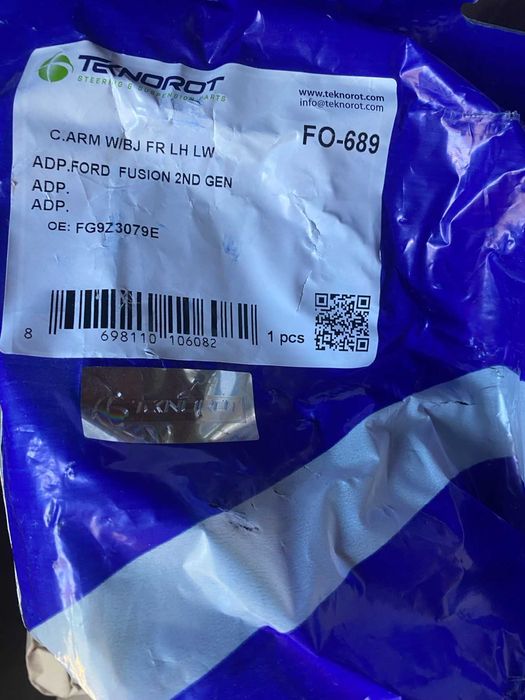 TEKNOROT
STEERING & SUSPENSION PARTS
www.teknorot.com
info@teknorot.com
FO-689
C.ARM W/BJ FR LH LW
ADP.FORD FUSION 2ND GEN
ADP.
ADP.
OE: FG9Z3079E
8 698110 106082
1 pcs
TEKNOROT